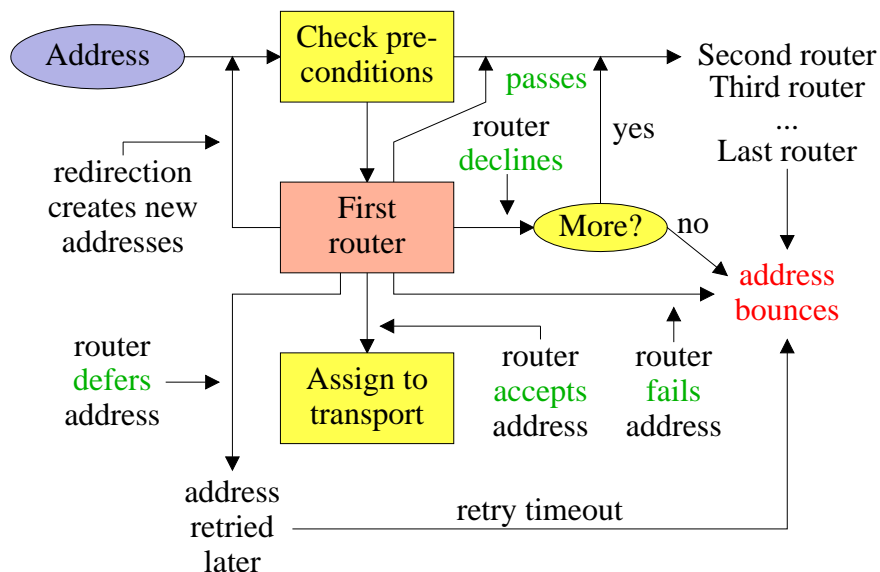 Address
Check pre-
conditions
passes
Second router
Third router
...
Last router
redirection
creates new
addresses
router
declines
yes
First
router
More?
no
address
bounces
router
defers
address
Assign to
transport
router
accepts
address
router
fails
address
address
retried
later
retry timeout